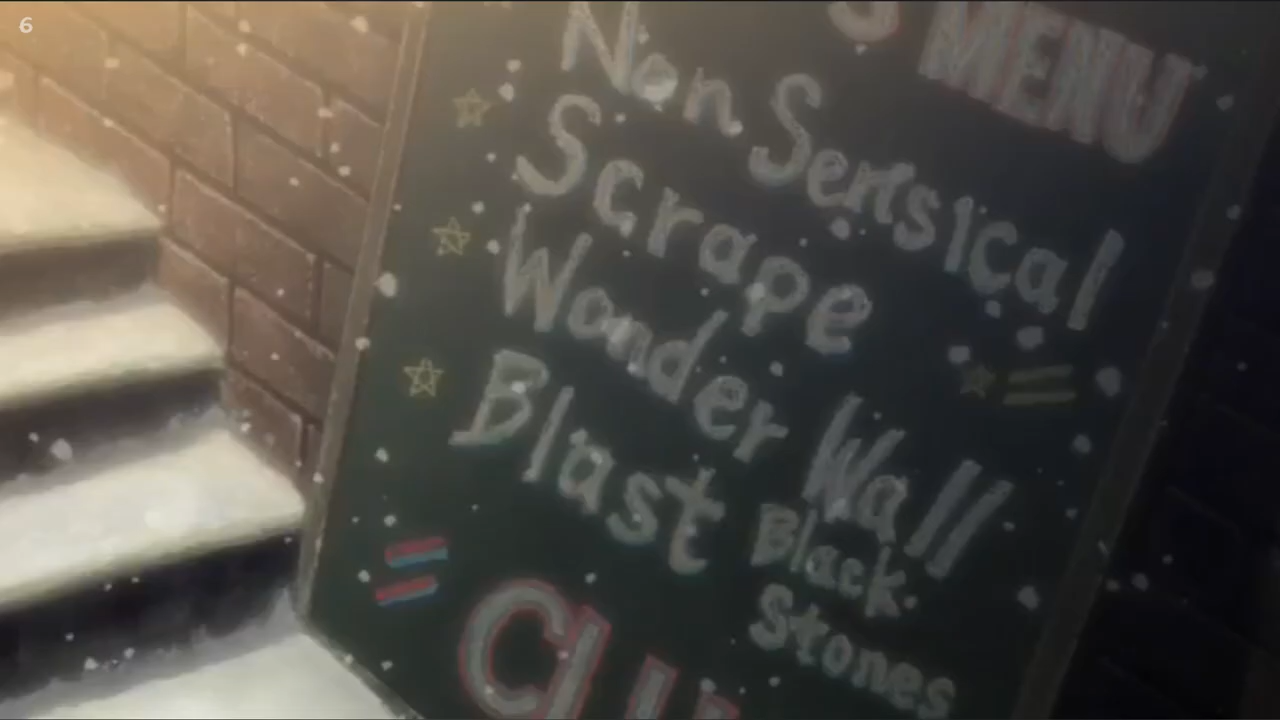 6
S MENU
Non Sensical
Scrape
Wonder Wall
Blast Black
Stones